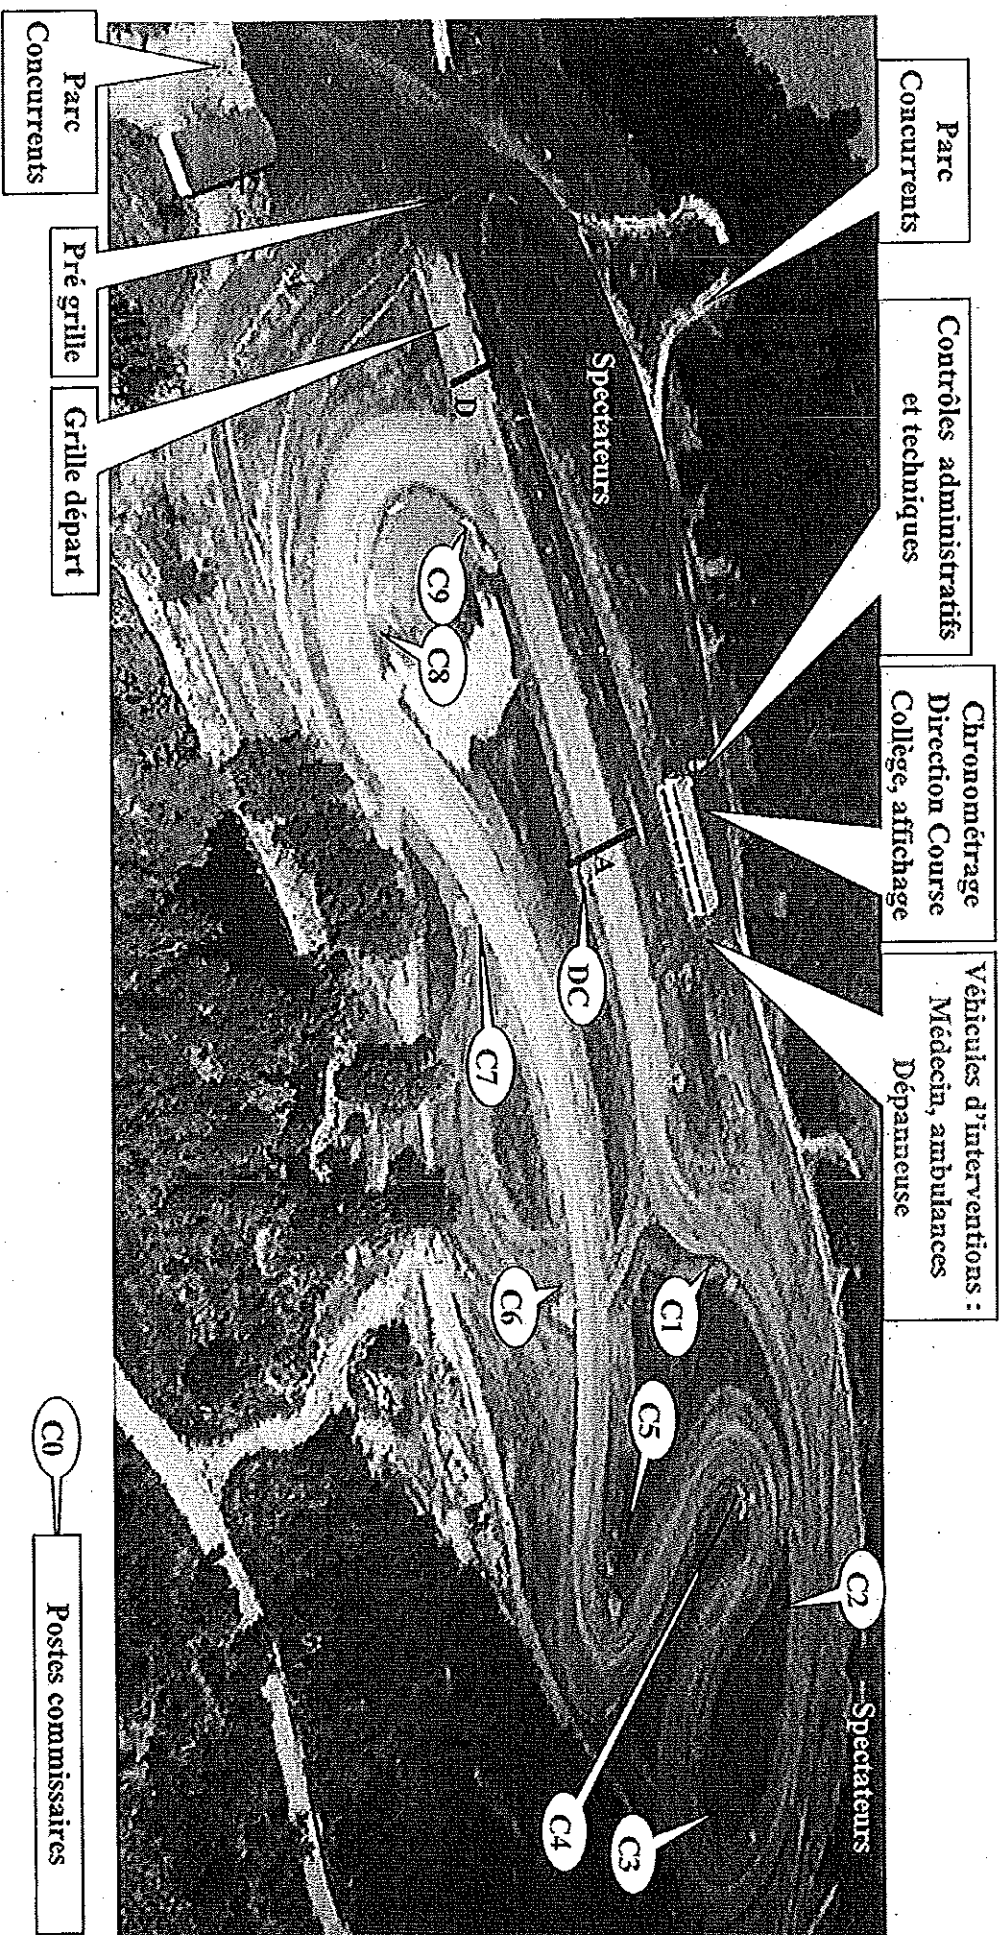 Parc
Concurrents
Contrôles administratifs
et techniques
Chronométrage
Direction Course
Collège, affichage
Véhicules d'interventions :
Médecin, ambulances
Dépanneuse
Spectateurs
Spectateurs
D
A
DC
C1
C2
C3
C4
C5
C6
C7
C8
C9
Parc
Concurrents
Pré grille
Grille départ
C0
Postes commissaires